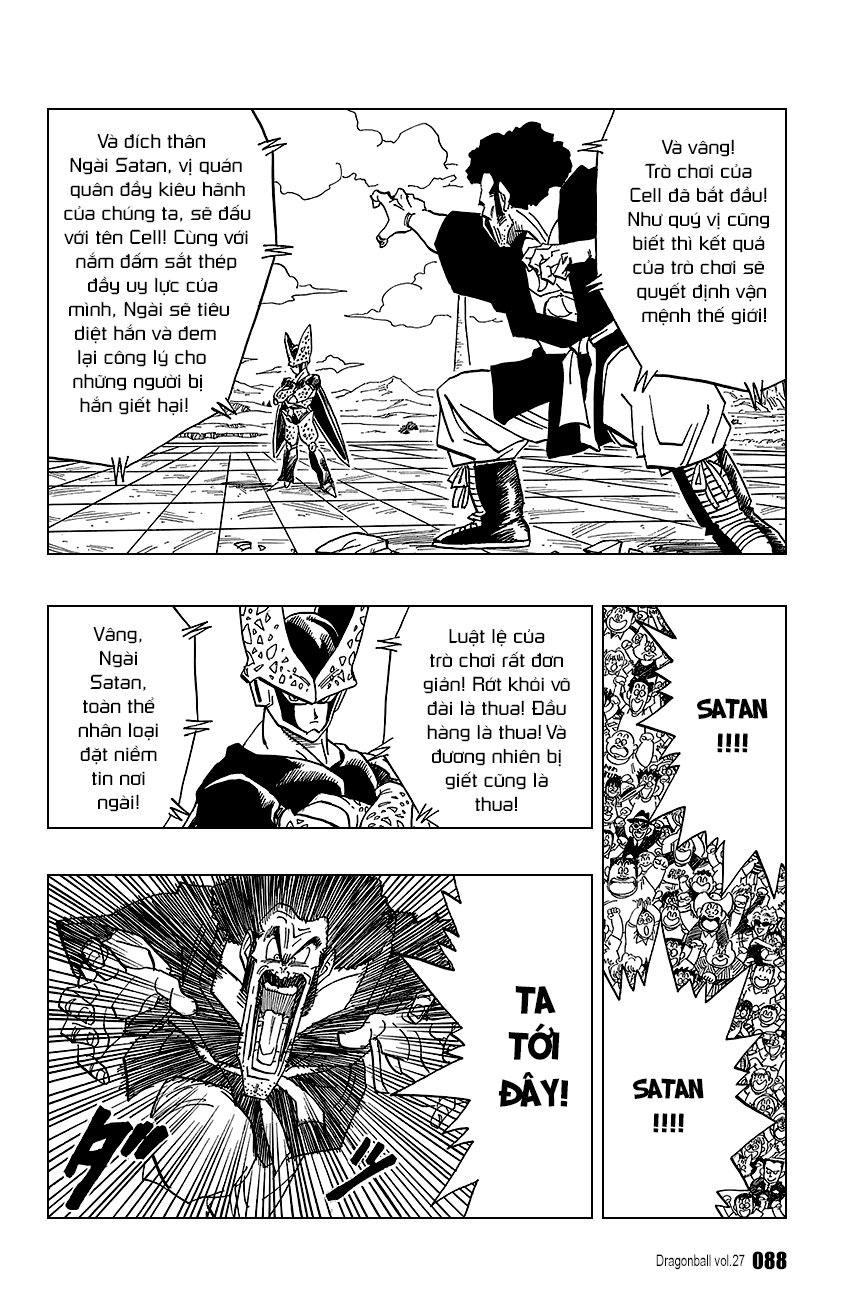 Và vâng!
Trò chơi của
Cell đã bắt đầu!
Như quý vị cũng
biết thì kết quả
của trò chơi sẽ
quyết định vận
mệnh thế giới!
Và đích thân
Ngài Satan, vị quán
quân đầy kiêu hãnh
của chúng ta, sẽ đấu
với tên Cell! Cùng với
nắm đấm sắt thép
đầy uy lực của
mình, Ngài sẽ tiêu
diệt hắn và đem
lại công lý cho
những người bị
hắn giết hại!
SATAN
!!!!
SATAN
!!!!
Luật lệ của
trò chơi rất đơn
giản! Rớt khỏi võ
đài là thua! Đầu
hàng là thua! Và
đương nhiên bị
giết cũng là
thua!
Vâng,
Ngài
Satan,
toàn thể
nhân loại
đặt niềm
tin nơi
ngài!
TA
TỚI
ĐÂY!
ダッ
Dragonball vol.27 088